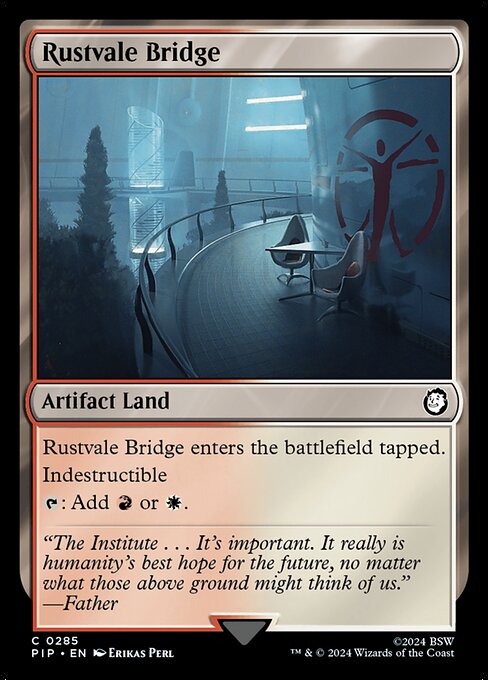 Rustvale Bridge
Artifact Land
Rustvale Bridge enters the battlefield tapped.
Indestructible
: Add or .
“The Institute . . . It’s important. It really is
humanity’s best hope for the future, no matter
what those above ground might think of us.”
—Father
C 0285
PIP • EN Erikas Perl
©2024 BSW
™ & © 2024 Wizards of the Coast